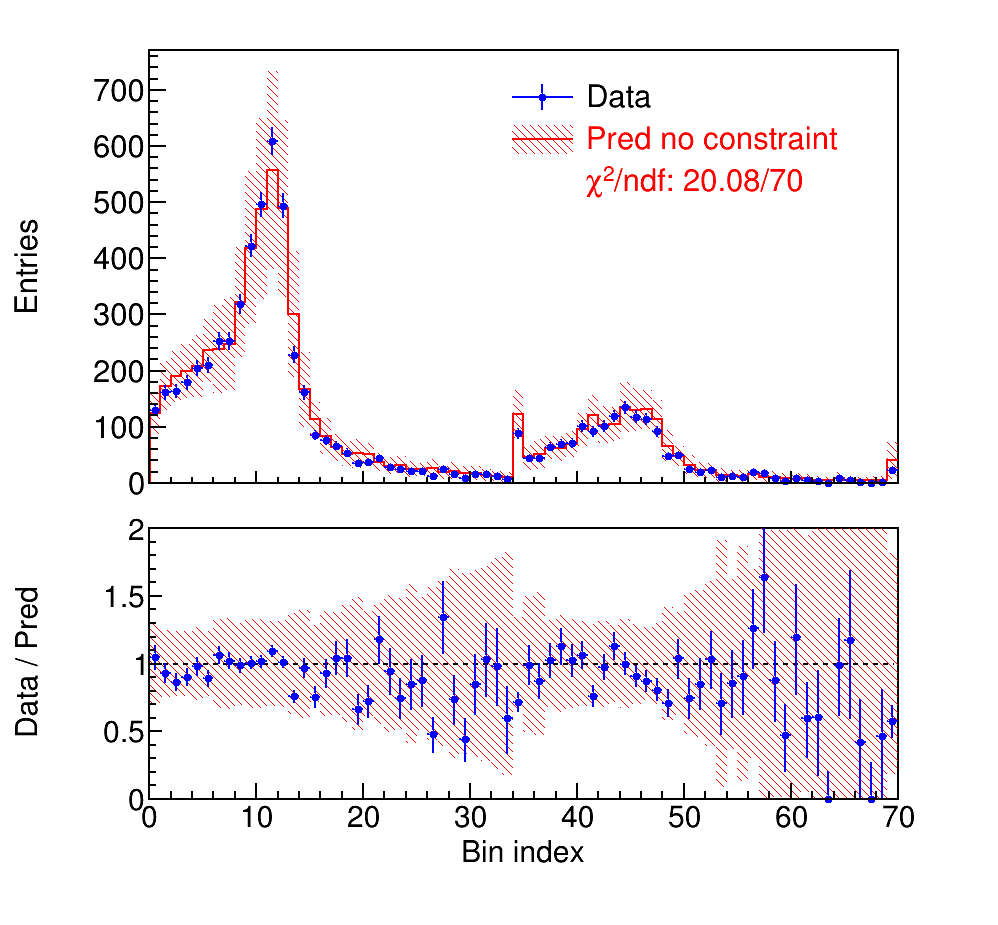 Entries
700
600
500
400
300
200
100
0
Data
Pred no constraint
χ²/ndf: 20.08/70
Data / Pred
2
1.5
1
0.5
0
0 10 20 30 40 50 60 70
Bin index